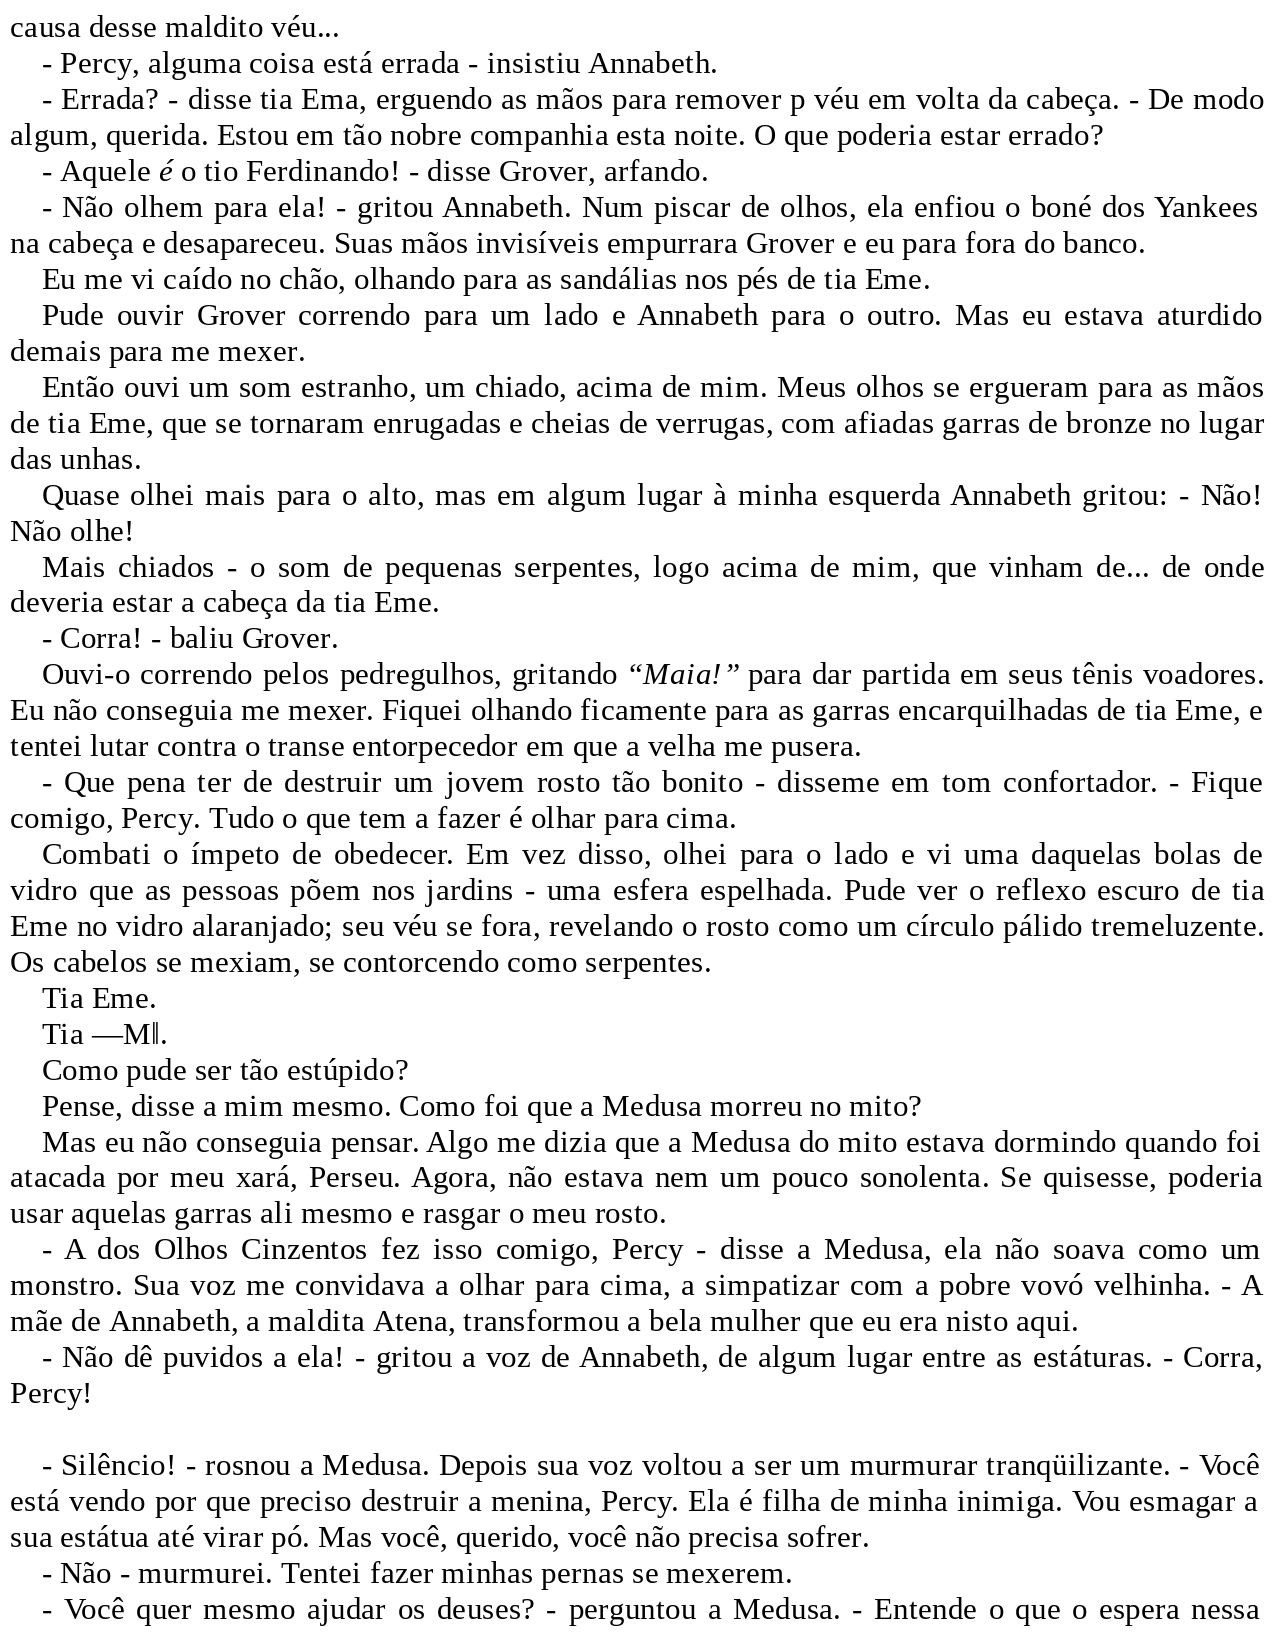 causa desse maldito véu...
- Percy, alguma coisa está errada - insistiu Annabeth.
- Errada? - disse tia Ema, erguendo as mãos para remover p véu em volta da cabeça. - De modo
algum, querida. Estou em tão nobre companhia esta noite. O que poderia estar errado?
- Aquele é o tio Ferdinando! - disse Grover, arfando.
- Não olhem para ela! - gritou Annabeth. Num piscar de olhos, ela enfiou o boné dos Yankees
na cabeça e desapareceu. Suas mãos invisíveis empurrara Grover e eu para fora do banco.
Eu me vi caído no chão, olhando para as sandálias nos pés de tia Eme.
Pude ouvir Grover correndo para um lado e Annabeth para o outro. Mas eu estava aturdido
demais para me mexer.
Então ouvi um som estranho, um chiado, acima de mim. Meus olhos se ergueram para as mãos
de tia Eme, que se tornaram enrugadas e cheias de verrugas, com afiadas garras de bronze no lugar
das unhas.
Quase olhei mais para o alto, mas em algum lugar à minha esquerda Annabeth gritou: - Não!
Não olhe!
Mais chiados - o som de pequenas serpentes, logo acima de mim, que vinham de... de onde
deveria estar a cabeça da tia Eme.
- Corra! - baliu Grover.
Ouvi-o correndo pelos pedregulhos, gritando “Maia!” para dar partida em seus tênis voadores.
Eu não conseguia me mexer. Fiquei olhando ficamente para as garras encarquilhadas de tia Eme, e
tentei lutar contra o transe entorpecedor em que a velha me pusera.
- Que pena ter de destruir um jovem rosto tão bonito - disseme em tom confortador. - Fique
comigo, Percy. Tudo o que tem a fazer é olhar para cima.
Combati o ímpeto de obedecer. Em vez disso, olhei para o lado e vi uma daquelas bolas de
vidro que as pessoas põem nos jardins - uma esfera espelhada. Pude ver o reflexo escuro de tia
Eme no vidro alaranjado; seu véu se fora, revelando o rosto como um círculo pálido tremeluzente.
Os cabelos se mexiam, se contorcendo como serpentes.
Tia Eme.
Tia ―M‖.
Como pude ser tão estúpido?
Pense, disse a mim mesmo. Como foi que a Medusa morreu no mito?
Mas eu não conseguia pensar. Algo me dizia que a Medusa do mito estava dormindo quando foi
atacada por meu xará, Perseu. Agora, não estava nem um pouco sonolenta. Se quisesse, poderia
usar aquelas garras ali mesmo e rasgar o meu rosto.
- A dos Olhos Cinzentos fez isso comigo, Percy - disse a Medusa, ela não soava como um
monstro. Sua voz me convidava a olhar para cima, a simpatizar com a pobre vovó velhinha. - A
mãe de Annabeth, a maldita Atena, transformou a bela mulher que eu era nisto aqui.
- Não dê puvidos a ela! - gritou a voz de Annabeth, de algum lugar entre as estáturas. - Corra,
Percy!
- Silêncio! - rosnou a Medusa. Depois sua voz voltou a ser um murmurar tranqüilizante. - Você
está vendo por que preciso destruir a menina, Percy. Ela é filha de minha inimiga. Vou esmagar a
sua estátua até virar pó. Mas você, querido, você não precisa sofrer.
- Não - murmurei. Tentei fazer minhas pernas se mexerem.
- Você quer mesmo ajudar os deuses? - perguntou a Medusa. - Entende o que o espera nessa